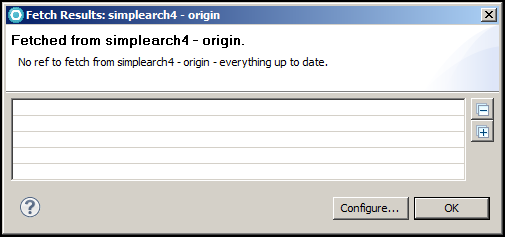 Fetch Results: simplearch4 - origin
Fetched from simplearch4 - origin.
No ref to fetch from simplearch4 - origin - everything up to date.
Configure...
OK